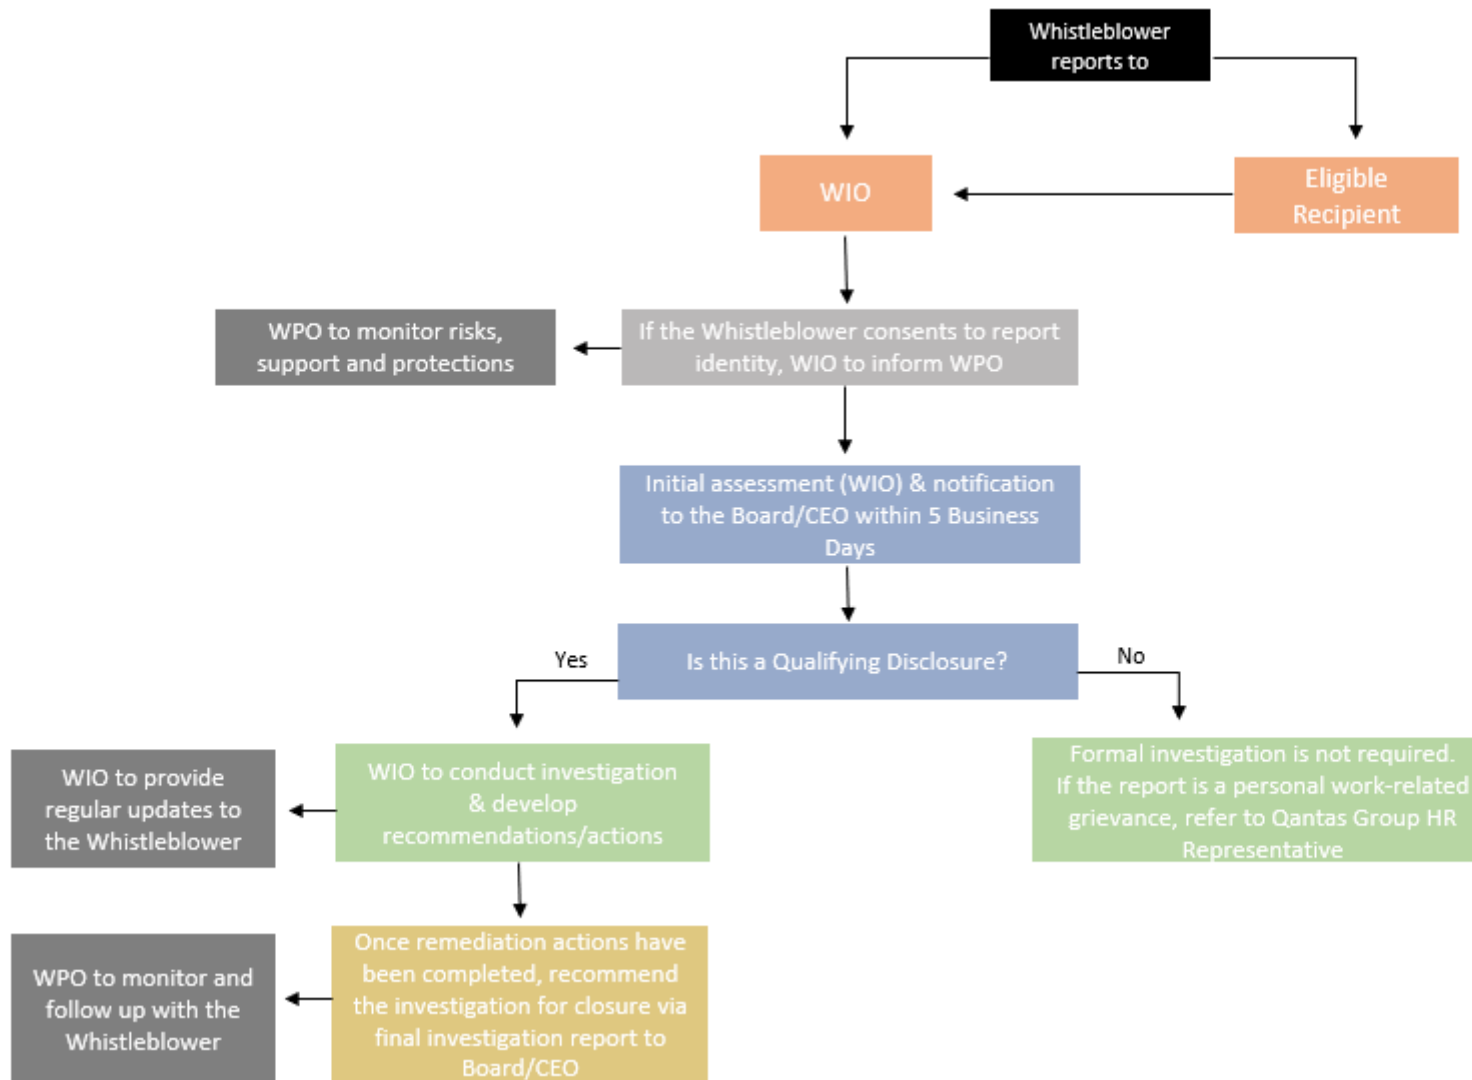 Whistleblower
reports to
WIO
Eligible
Recipient
WPO to monitor risks,
support and protections
If the Whistleblower consents to report
identity, WIO to inform WPO
Initial assessment (WIO) & notification
to the Board/CEO within 5 Business
Days
Yes
Is this a Qualifying Disclosure?
No
WIO to provide
regular updates to
the Whistleblower
WIO to conduct investigation
& develop
recommendations/actions
Formal investigation is not required.
If the report is a personal work-related
grievance, refer to Qantas Group HR
Representative
WPO to monitor and
follow up with the
Whistleblower
Once remediation actions have
been completed, recommend
the investigation for closure via
final investigation report to
Board/CEO